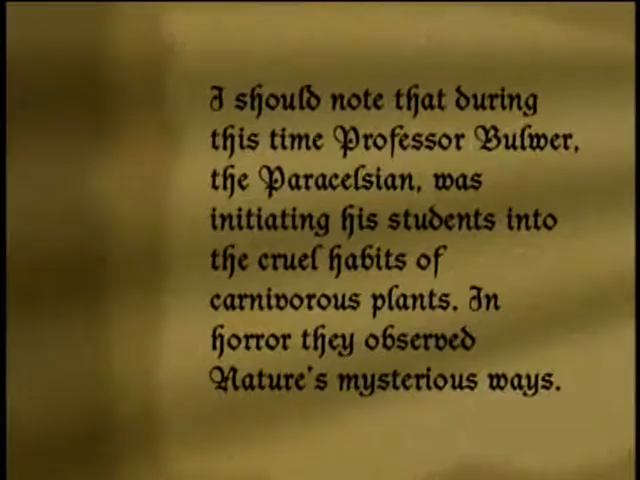 I should note that during
this time Professor Bulwer,
the Paracelsian, was
initiating his students into
the cruel habits of
carnivorous plants. In
horror they observed
Nature's mysterious ways.